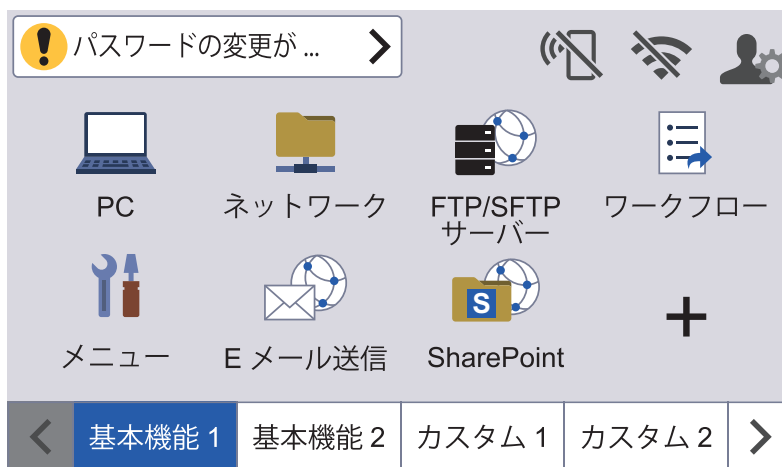 パスワードの変更が ...
PC
ネットワーク
FTP/SFTP
サーバー
ワークフロー
メニュー
E メール送信
S
SharePoint
基本機能 1
基本機能 2
カスタム 1
カスタム 2